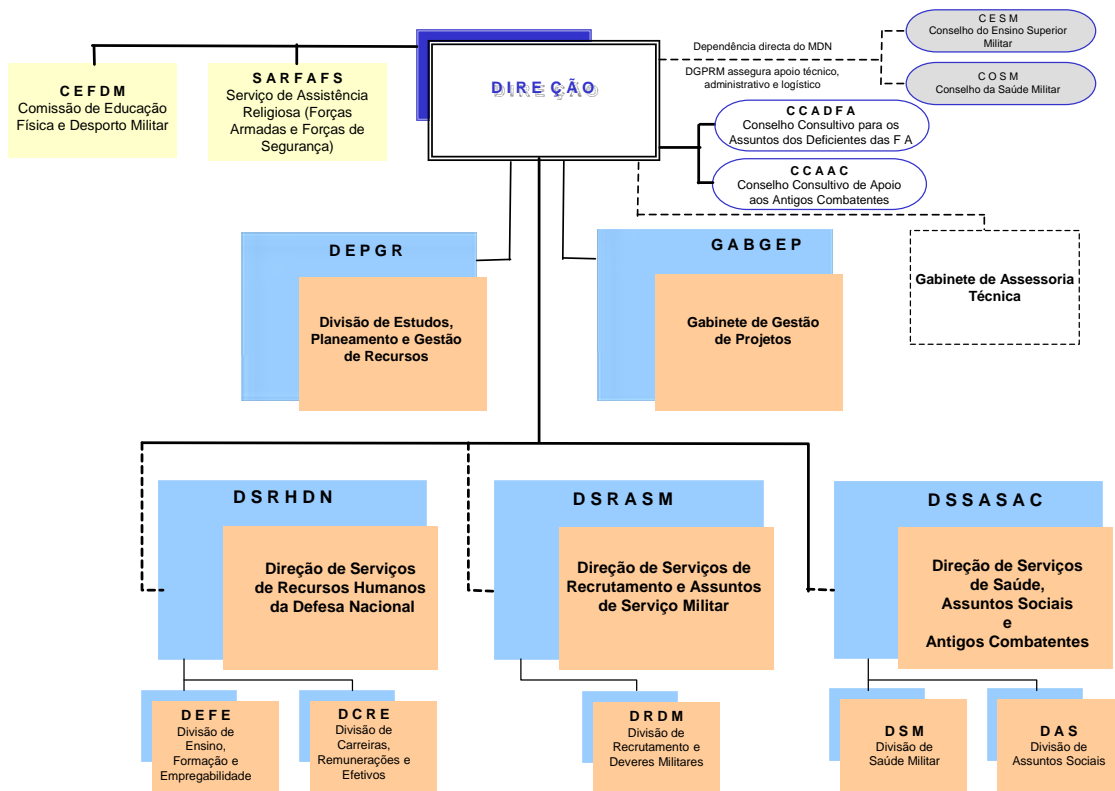 C E F D M
Comissão de Educação
Física e Desporto Militar
S A R F A F S
Serviço de Assistência
Religiosa (Forças
Armadas e Forças de
Segurança)
D I R E Ç Ã O
Dependência directa do MDN
DGPRM assegura apoio técnico,
administrativo e logístico
C E S M
Conselho do Ensino Superior
Militar
C O S M
Conselho da Saúde Militar
C C A D F A
Conselho Consultivo para os
Assuntos dos Deficientes das F A
C C A A C
Conselho Consultivo de Apoio
aos Antigos Combatentes
D E P G R
Divisão de Estudos,
Planeamento e Gestão
de Recursos
G A B G E P
Gabinete de Gestão
de Projetos
Gabinete de Assessoria
Técnica
D S R H D N
Direção de Serviços
de Recursos Humanos
da Defesa Nacional
D S R A S M
Direção de Serviços de
Recrutamento e Assuntos
de Serviço Militar
D S S A S A C
Direção de Serviços
de Saúde,
Assuntos Sociais
e
Antigos Combatentes
D E F E
Divisão de
Ensino,
Formação e
Empregabilidade
D C R E
Divisão de
Carreiras,
Remunerações e
Efetivos
D R D M
Divisão de
Recrutamento e
Deveres Militares
D S M
Divisão de
Saúde Militar
D A S
Divisão de
Assuntos Sociais